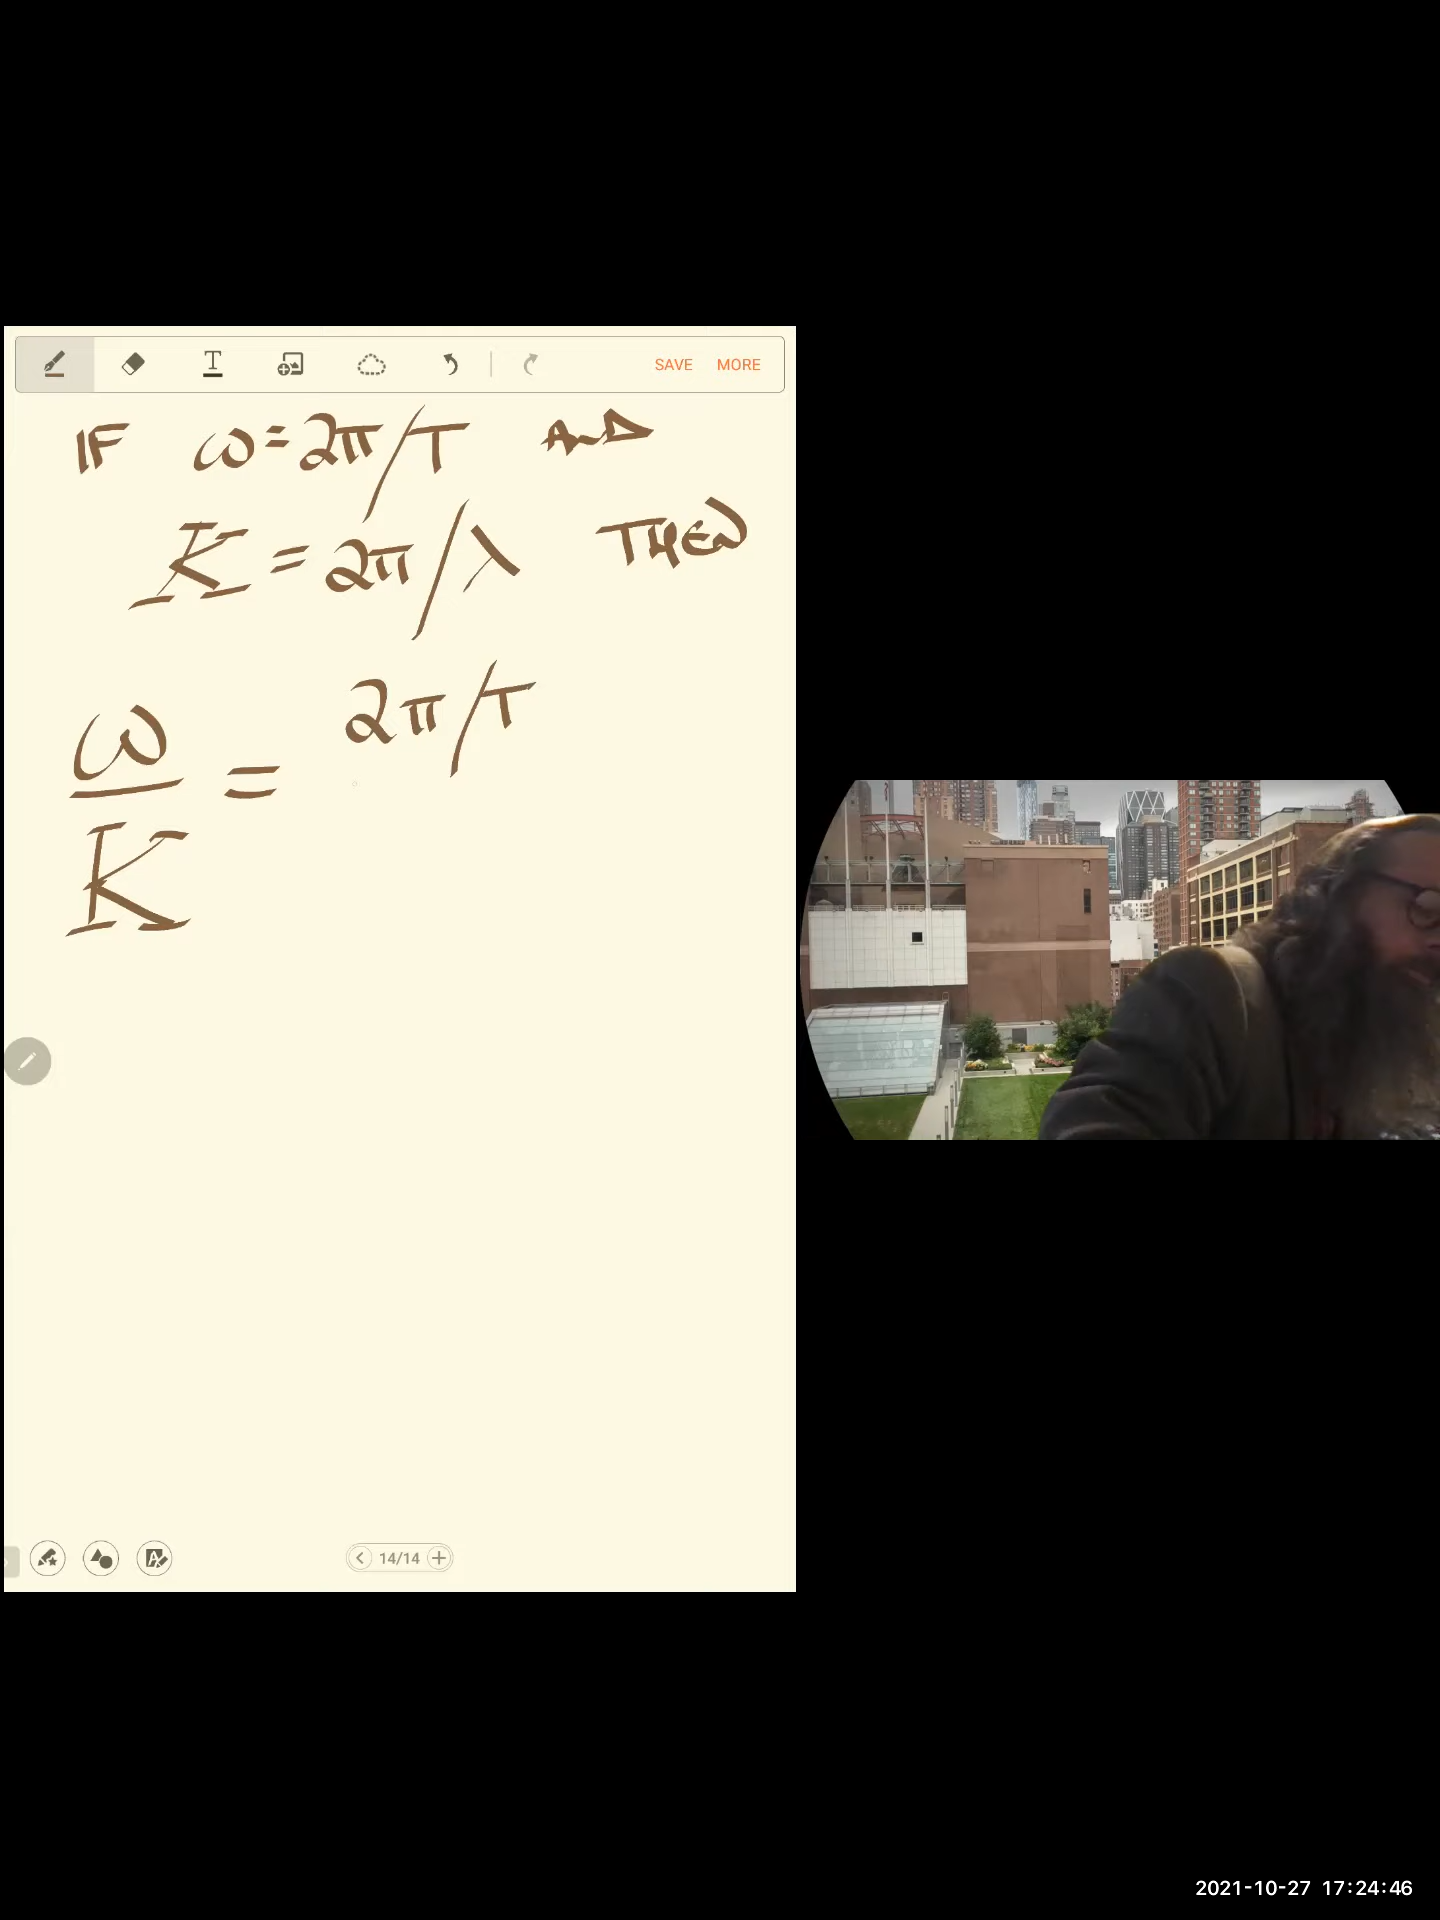 T SAVE MORE
IF ω=2π/T AND
K = 2π/λ THEN
ω/K = 2π/T
14/14
2021-10-27 17:24:46